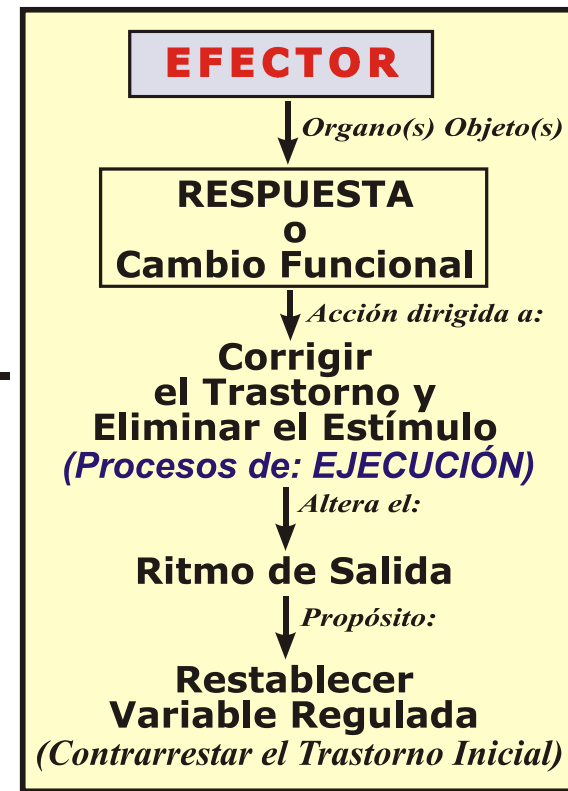 EFECTOR
Organo(s) Objeto(s)
RESPUESTA
o
Cambio Funcional
Acción dirigida a:
Corrigir
el Trastorno y
Eliminar el Estímulo
(Procesos de: EJECUCIÓN)
Altera el:
Ritmo de Salida
Propósito:
Restablecer
Variable Regulada
(Contrarrestar el Trastorno Inicial)